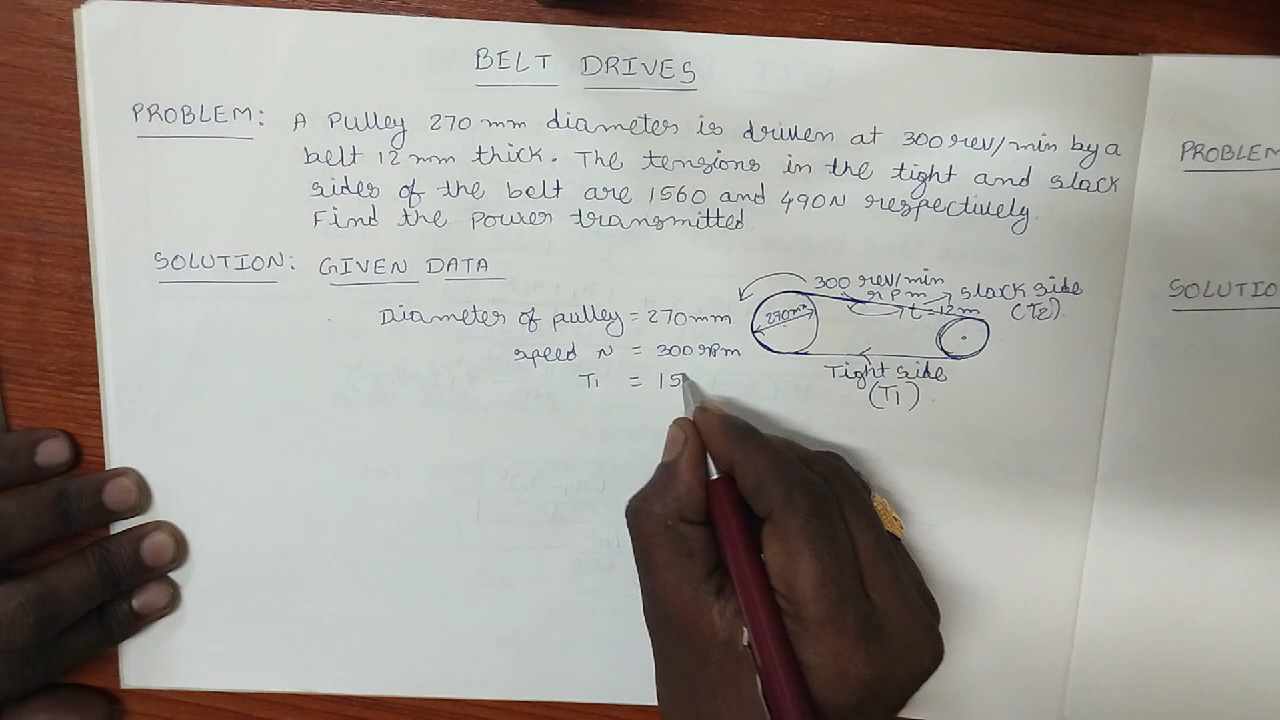 BELT DRIVES
PROBLEM: A Pulley 270 mm diameter is driven at 300 rev/min by a
belt 12 mm thick. The tensions in the tight and slack
sides of the belt are 1560 and 490N respectively.
Find the power transmitted
SOLUTION: GIVEN DATA
300 rev/min
rpm
slack side
(T2)
Diameter of pulley = 270mm
270mm
t=12m
speed N = 300 rpm
Tight side
(T1)
T1 = 15
PROBLEM
SOLUTIO